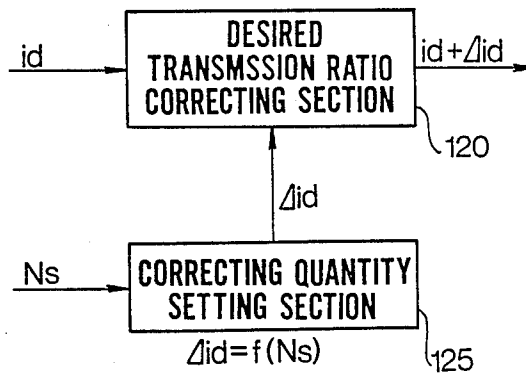 id
DESIRED
TRANSMSSION RATIO
CORRECTING SECTION
id+Δid
120
Δid
Ns
CORRECTING QUANTITY
SETTING SECTION
Δid=f(Ns)
125